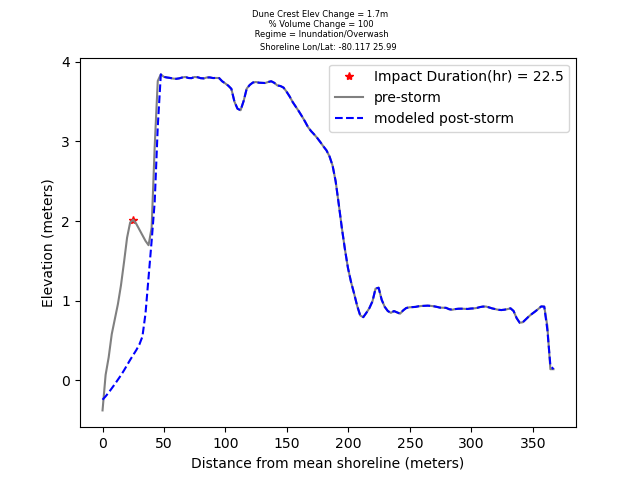 Dune Crest Elev Change = 1.7m
% Volume Change = 100
Regime = Inundation/Overwash
Shoreline Lon/Lat: -80.117 25.99
Impact Duration(hr) = 22.5
pre-storm
modeled post-storm
Elevation (meters)
4
3
2
1
0
0 50 100 150 200 250 300 350
Distance from mean shoreline (meters)